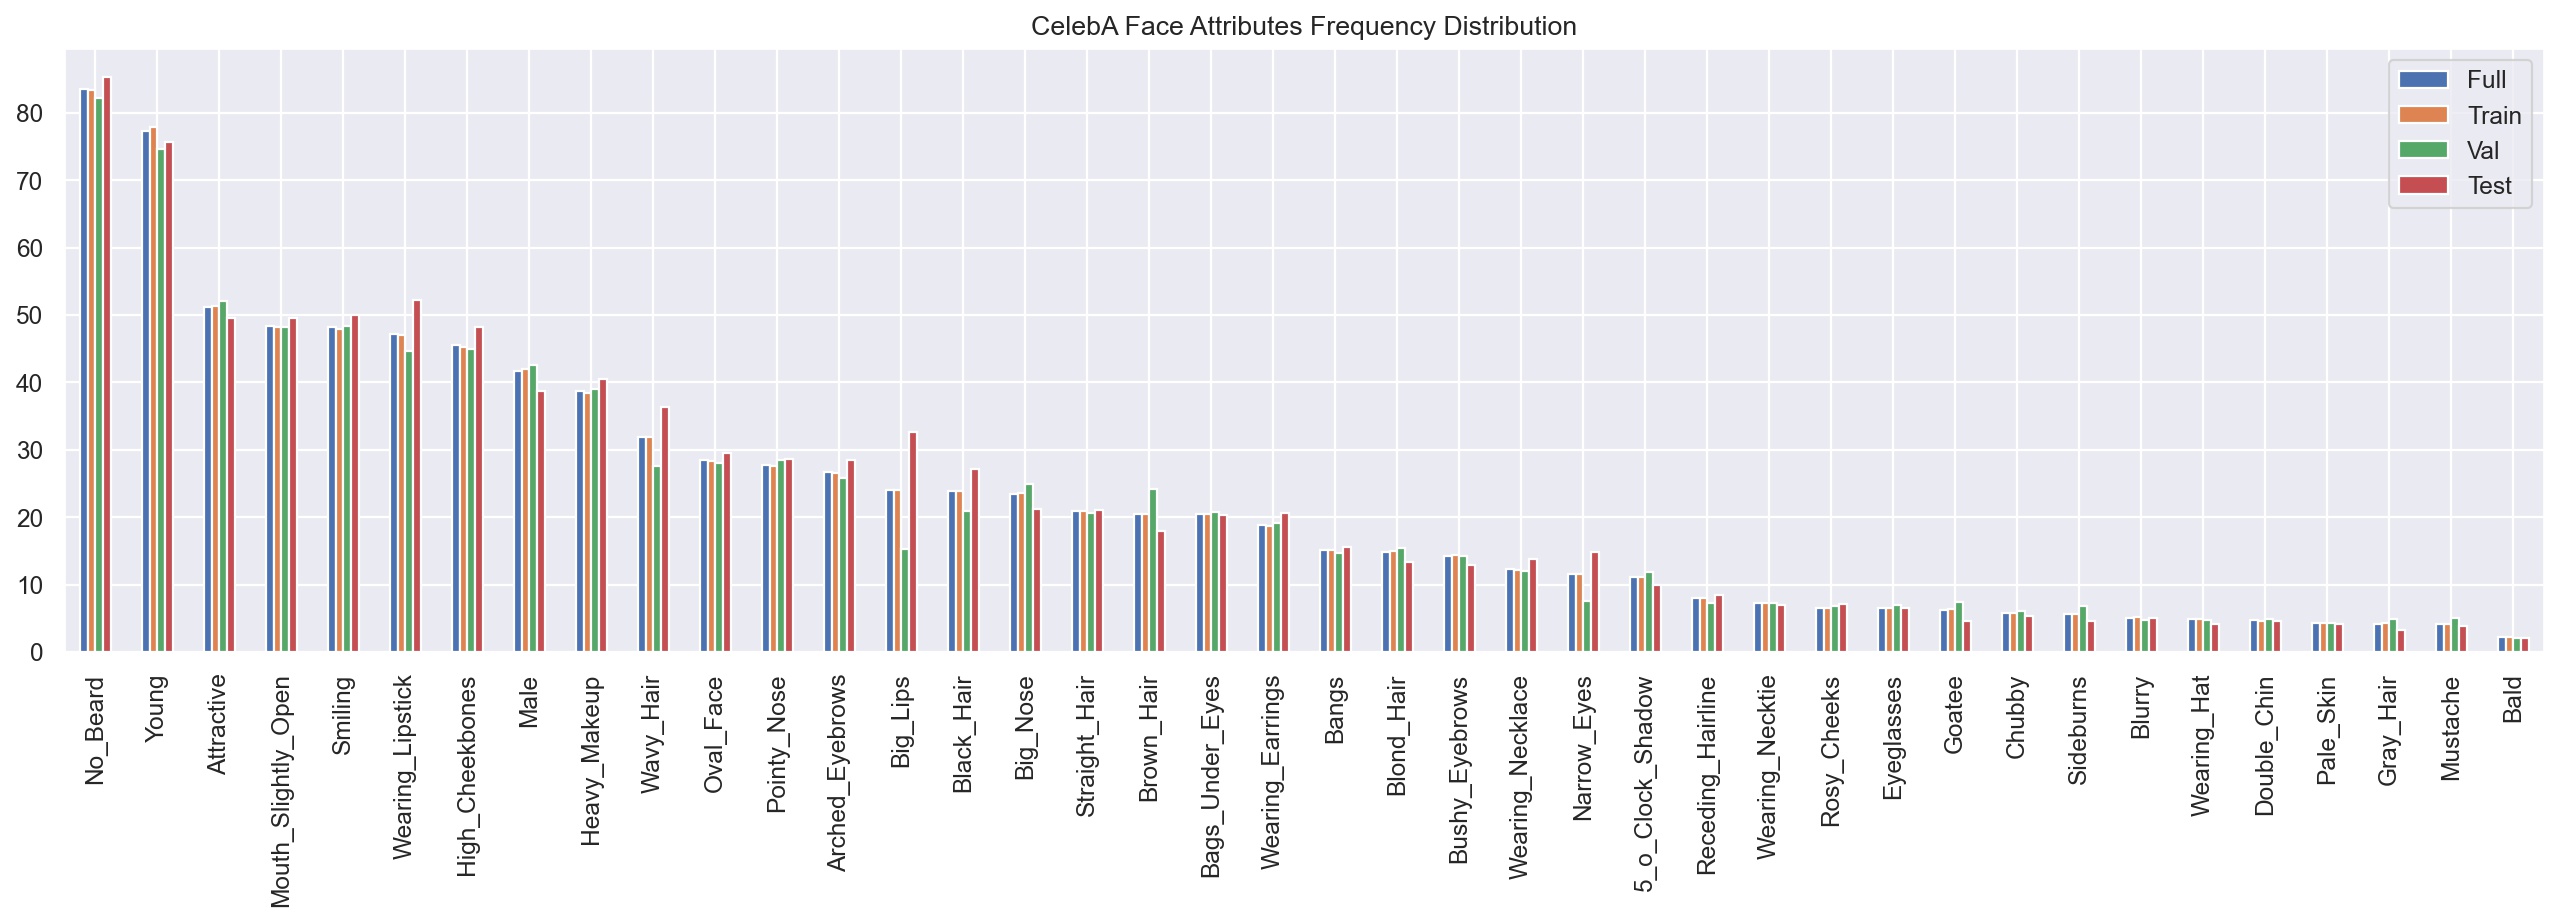 CelebA Face Attributes Frequency Distribution
Full
Train
Val
Test
80
70
60
50
40
30
20
10
0
No_Beard
Young
Attractive
Mouth_Slightly_Open
Smiling
Wearing_Lipstick
High_Cheekbones
Male
Heavy_Makeup
Wavy_Hair
Oval_Face
Pointy_Nose
Arched_Eyebrows
Big_Lips
Black_Hair
Big_Nose
Straight_Hair
Brown_Hair
Bags_Under_Eyes
Wearing_Earrings
Bangs
Blond_Hair
Bushy_Eyebrows
Wearing_Necklace
Narrow_Eyes
5_o_Clock_Shadow
Receding_Hairline
Wearing_Necktie
Rosy_Cheeks
Eyeglasses
Goatee
Chubby
Sideburns
Blurry
Wearing_Hat
Double_Chin
Pale_Skin
Gray_Hair
Mustache
Bald